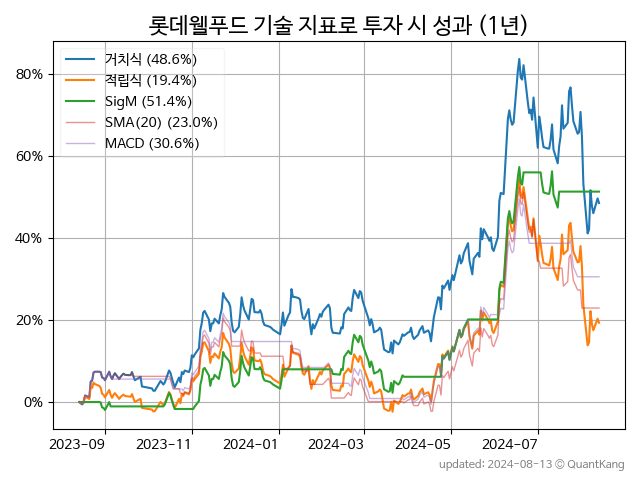 롯데웰푸드 기술 지표로 투자 시 성과 (1년)
거치식 (48.6%)
적립식 (19.4%)
SigM (51.4%)
SMA(20) (23.0%)
MACD (30.6%)
80%
60%
40%
20%
0%
2023-09 2023-11 2024-01 2024-03 2024-05 2024-07
updated: 2024-08-13 © QuantKang